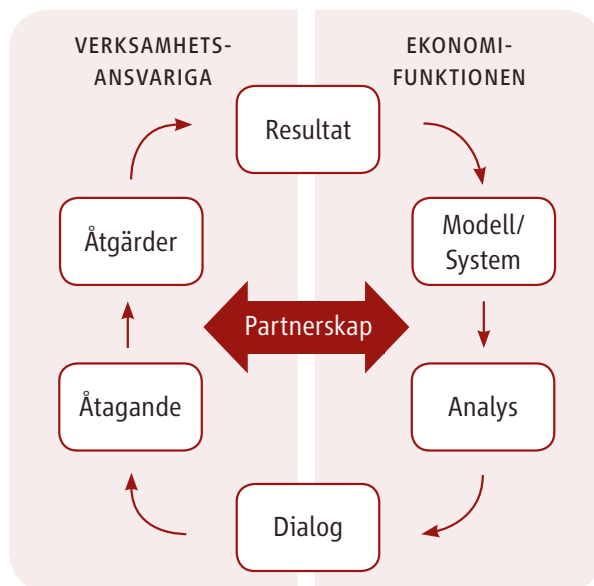 VERKSAMHETS-
ANSVARIGA
EKONOMI-
FUNKTIONEN
Resultat
Modell/
System
Analys
Dialog
Åtagande
Åtgärder
Partnerskap